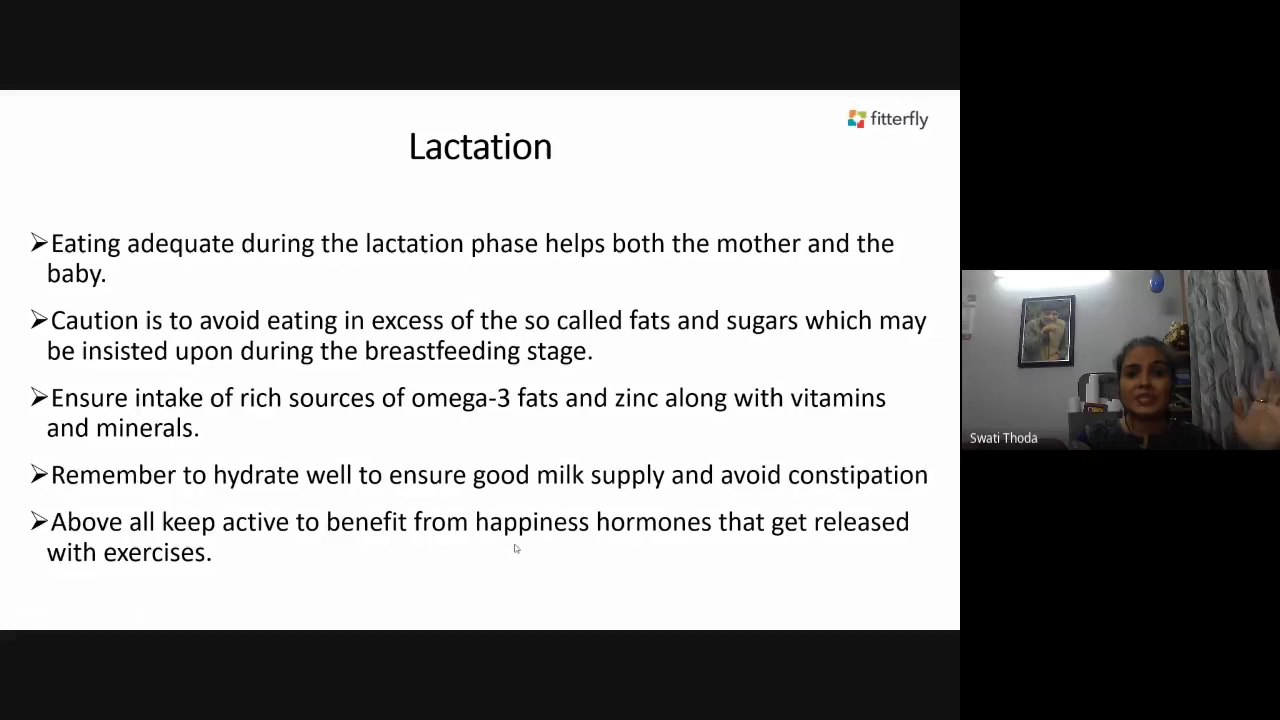 fitterfly
Lactation
➢Eating adequate during the lactation phase helps both the mother and the
baby.
➢Caution is to avoid eating in excess of the so called fats and sugars which may
be insisted upon during the breastfeeding stage.
➢Ensure intake of rich sources of omega-3 fats and zinc along with vitamins
and minerals.
➢Remember to hydrate well to ensure good milk supply and avoid constipation
➢Above all keep active to benefit from happiness hormones that get released
with exercises.
Swati Thoda